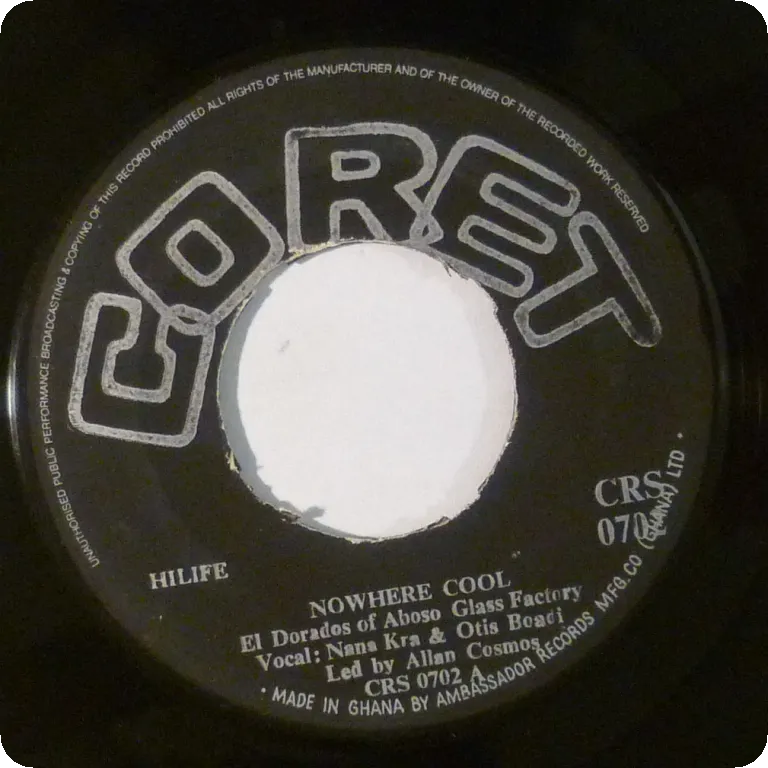 UNAUTHORISED PUBLIC PERFORMANCE BROADCASTING & COPYING OF THIS RECORD PROHIBITED ALL RIGHTS OF THE MANUFACTURER AND OF THE OWNER OF THE RECORDED WORK RESERVED
CORET
CRS
070
HILIFE
NOWHERE COOL
El Dorados of Aboso Glass Factory
Vocal: Nana Kra & Otis Boadi
Led by Allan Cosmos
CRS 0702 A
• MADE IN GHANA BY AMBASSADOR RECORDS MFG.CO (GHANA) LTD •